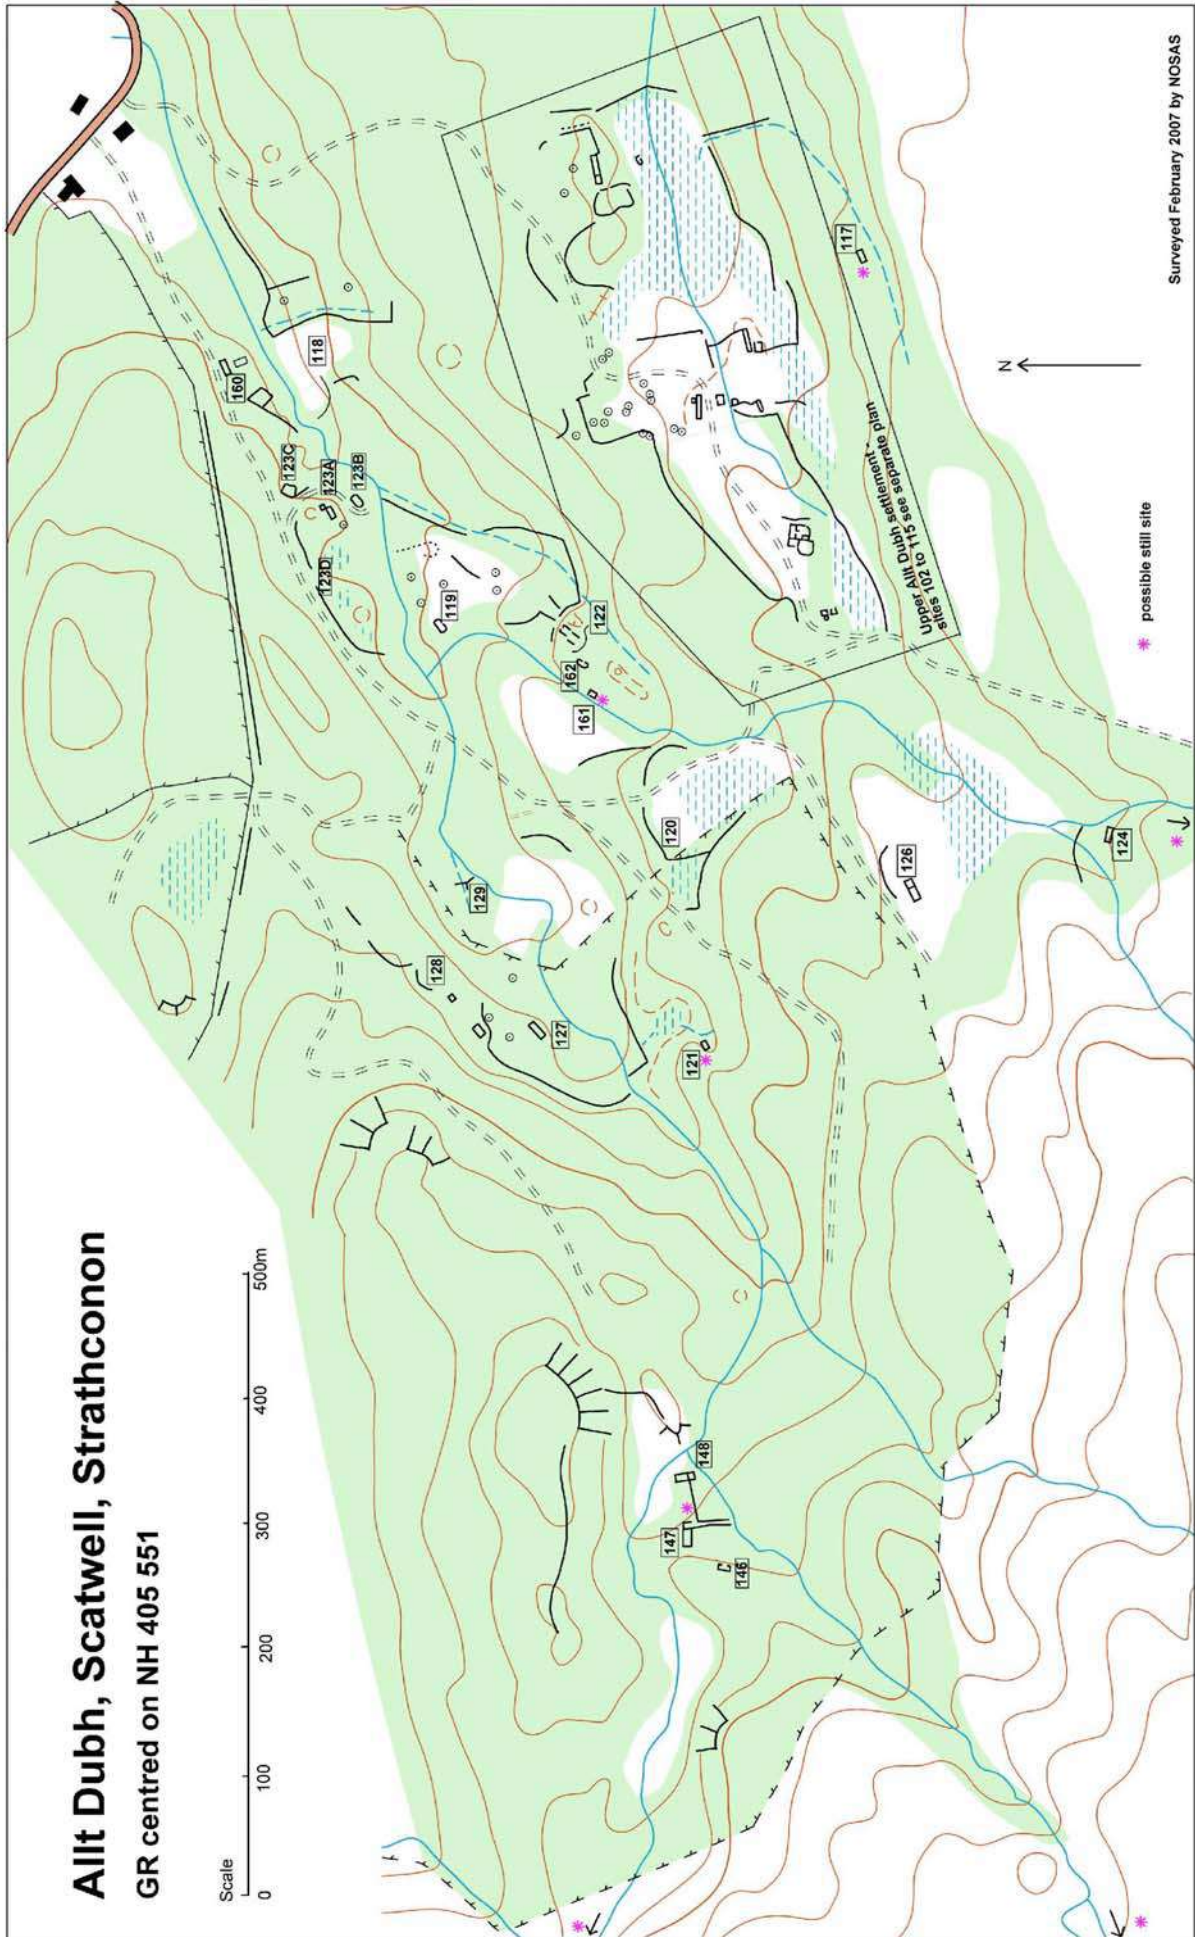 Allt Dubh, Scatwell, Strathconon
GR centred on NH 405 551
Scale
0
100
200
300
400
500m
160
118
123C
123A
123B
123D
119
122
162
161
117
120
129
128
127
121
126
124
148
147
146
Upper Allt Dubh settlement
sites 102 to 115 see separate plan
N
possible still site
Surveyed February 2007 by NOSAS